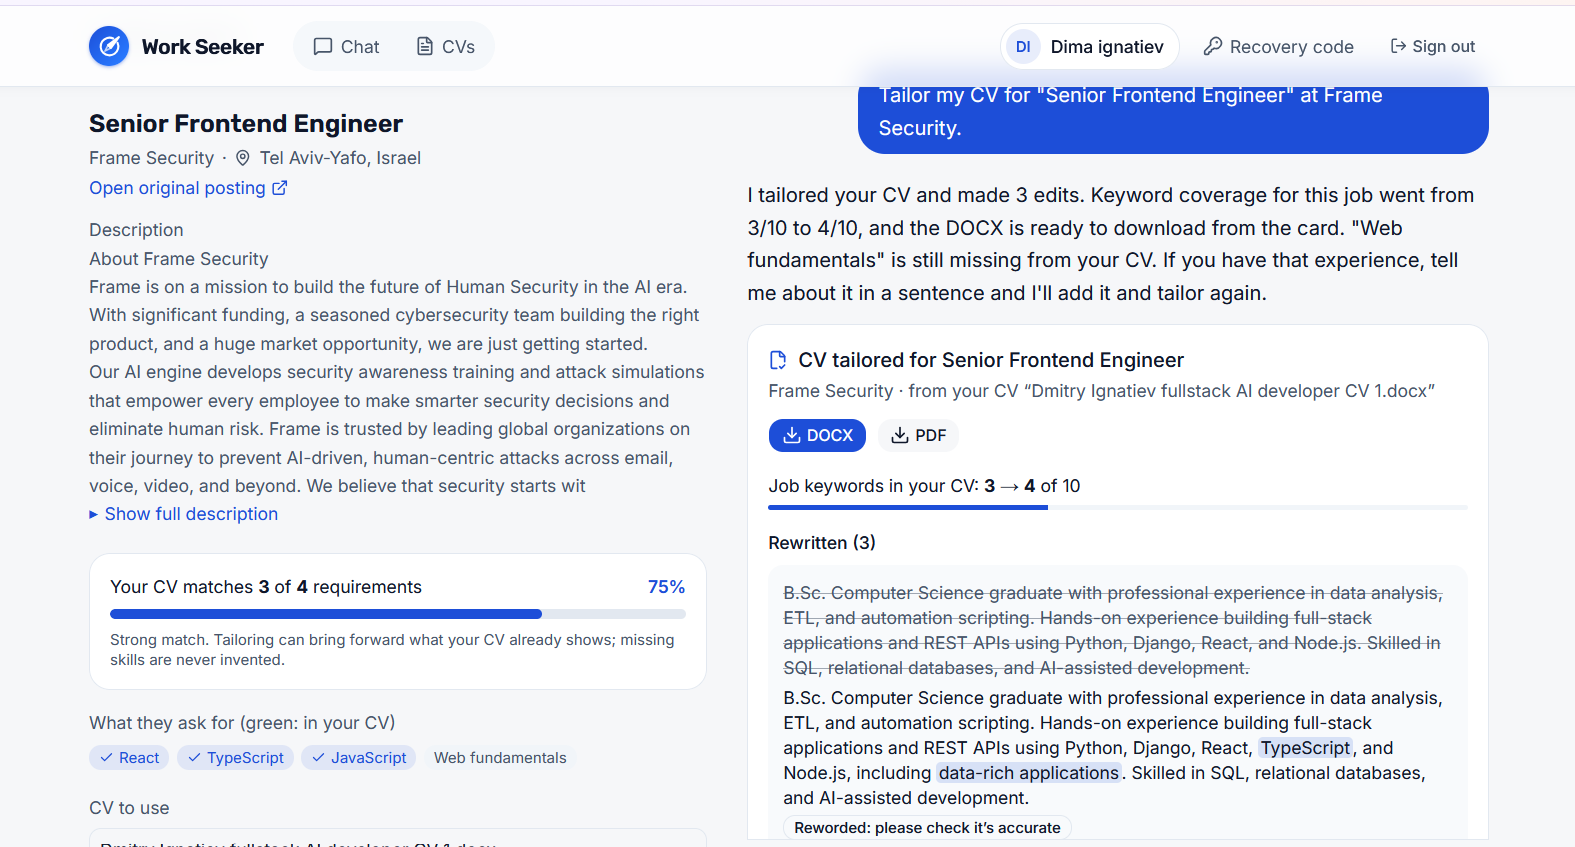 Work Seeker
Chat
CVs
DI
Dima ignatiev
Recovery code
Sign out
Senior Frontend Engineer
Frame Security · Tel Aviv-Yafo, Israel
Open original posting
Description
About Frame Security
Frame is on a mission to build the future of Human Security in the AI era.
With significant funding, a seasoned cybersecurity team building the right
product, and a huge market opportunity, we are just getting started.
Our AI engine develops security awareness training and attack simulations
that empower every employee to make smarter security decisions and
eliminate human risk. Frame is trusted by leading global organizations on
their journey to prevent AI-driven, human-centric attacks across email,
voice, video, and beyond. We believe that security starts wit
▸ Show full description
Your CV matches 3 of 4 requirements
75%
Strong match. Tailoring can bring forward what your CV already shows; missing
skills are never invented.
What they ask for (green: in your CV)
React
TypeScript
JavaScript
Web fundamentals
CV to use
Dmitry Ignatiev fullstack AI developer CV 1.docx
Tailor my CV for "Senior Frontend Engineer" at Frame
Security.
I tailored your CV and made 3 edits. Keyword coverage for this job went from
3/10 to 4/10, and the DOCX is ready to download from the card. "Web
fundamentals" is still missing from your CV. If you have that experience, tell
me about it in a sentence and I'll add it and tailor again.
CV tailored for Senior Frontend Engineer
Frame Security · from your CV “Dmitry Ignatiev fullstack AI developer CV 1.docx”
DOCX
PDF
Job keywords in your CV: 3 → 4 of 10
Rewritten (3)
B.Sc. Computer Science graduate with professional experience in data analysis,
ETL, and automation scripting. Hands-on experience building full-stack
applications and REST APIs using Python, Django, React, and Node.js. Skilled in
SQL, relational databases, and AI-assisted development.
B.Sc. Computer Science graduate with professional experience in data analysis,
ETL, and automation scripting. Hands-on experience building full-stack
applications and REST APIs using Python, Django, React, TypeScript, and
Node.js, including data-rich applications. Skilled in SQL, relational databases,
and AI-assisted development.
Reworded: please check it’s accurate